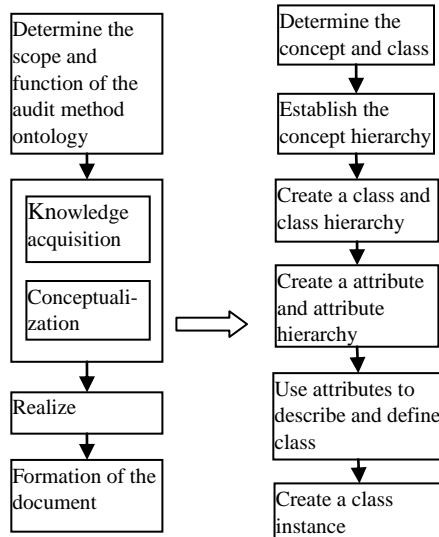 Determine the
scope and
function of the
audit method
ontology
Knowledge
acquisition
Conceptuali-
zation
Realize
Formation of the
document
Determine the
concept and class
Establish the
concept hierarchy
Create a class and
class hierarchy
Create a attribute
and attribute
hierarchy
Use attributes to
describe and define
class
Create a class
instance